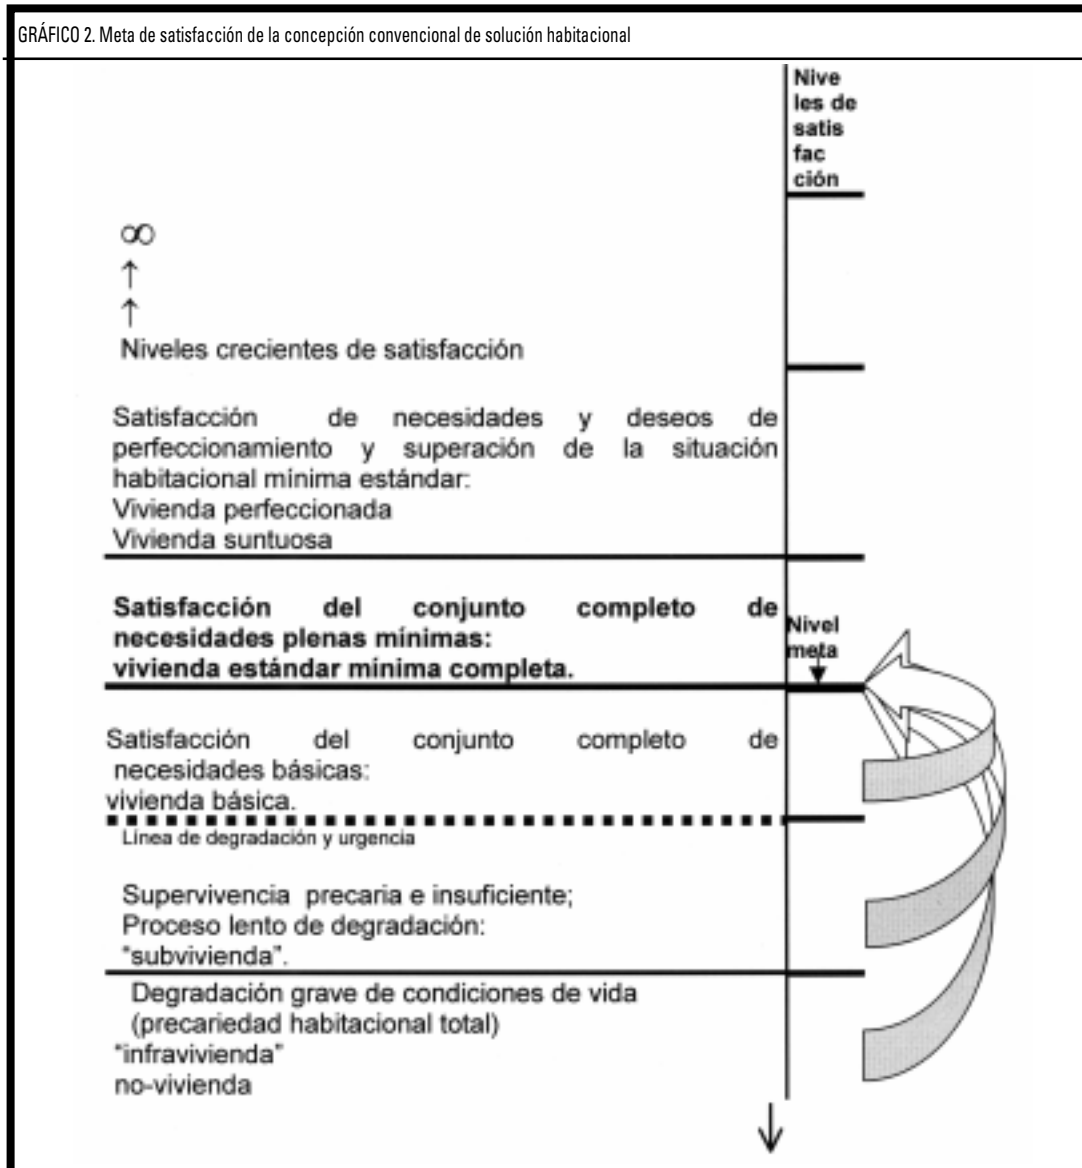 GRÁFICO 2. Meta de satisfacción de la concepción convencional de solución habitacional
Nive
les de
satis
fac
ción
∞
↑
↑
Niveles crecientes de satisfacción
Satisfacción de necesidades y deseos de
perfeccionamiento y superación de la situación
habitacional mínima estándar:
Vivienda perfeccionada
Vivienda suntuosa
Satisfacción del conjunto completo de
necesidades plenas mínimas:
vivienda estándar mínima completa.
Nivel
meta
Satisfacción del conjunto completo de
necesidades básicas:
vivienda básica.
Línea de degradación y urgencia
Supervivencia precaria e insuficiente;
Proceso lento de degradación:
"subvivienda".
Degradación grave de condiciones de vida
(precariedad habitacional total)
"infravivienda"
no-vivienda